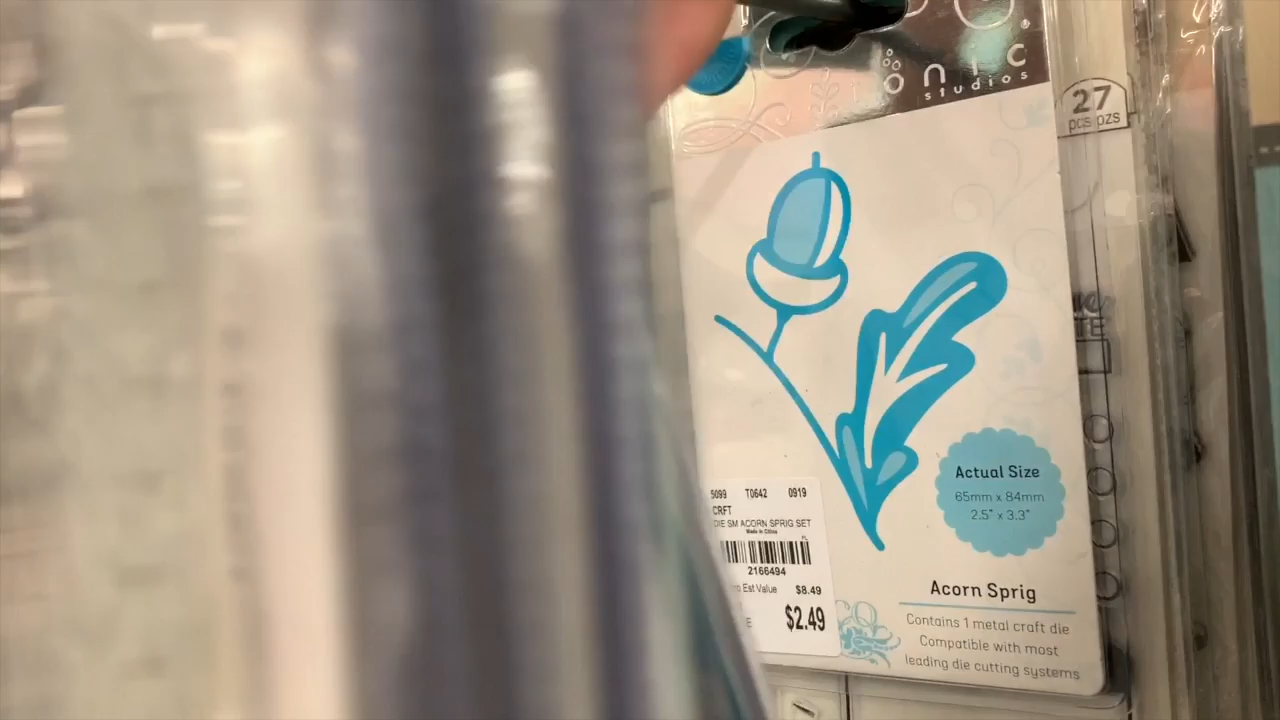 onic
studios
27
pcs pzs
Actual Size
65mm x 84mm
2.5" x 3.3"
5099 T0642 0919
CRFT
DIE SM ACORN SPRIG SET
Made in China
2166494
Est Value $8.49
$2.49
Acorn Sprig
Contains 1 metal craft die
Compatible with most
leading die cutting systems